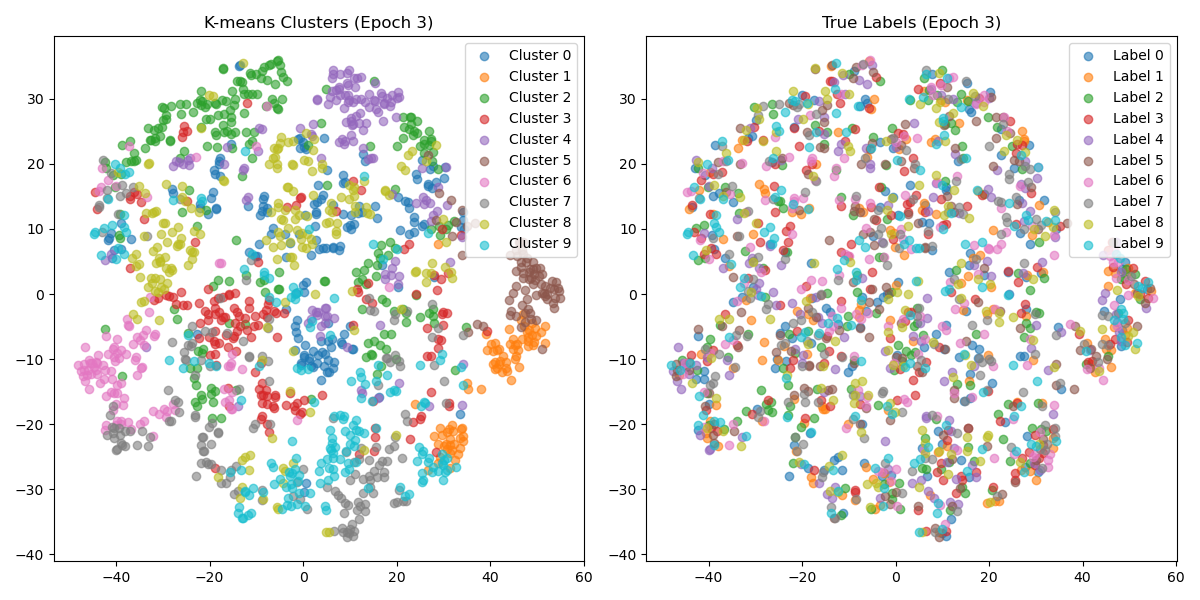 K-means Clusters (Epoch 3)
Cluster 0
Cluster 1
Cluster 2
Cluster 3
Cluster 4
Cluster 5
Cluster 6
Cluster 7
Cluster 8
Cluster 9
30
20
10
0
−10
−20
−30
−40
−40
−20
0
20
40
60
True Labels (Epoch 3)
Label 0
Label 1
Label 2
Label 3
Label 4
Label 5
Label 6
Label 7
Label 8
Label 9
30
20
10
0
−10
−20
−30
−40
−40
−20
0
20
40
60